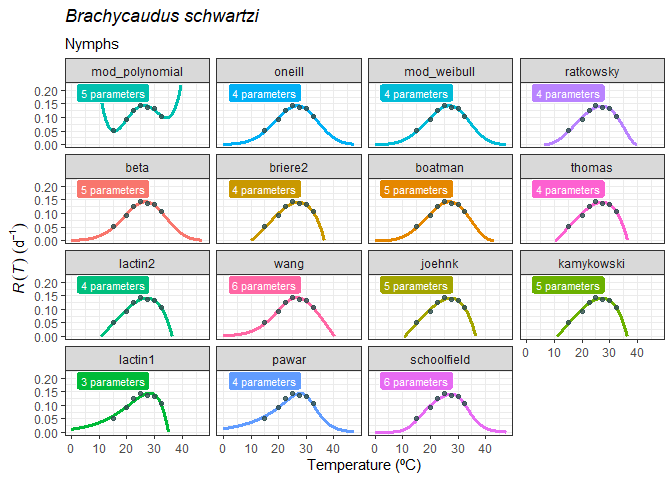 Brachycaudus schwartzi
Nymphs
mod_polynomial oneill mod_weibull ratkowsky
0.20 5 parameters 4 parameters 4 parameters 4 parameters
0.15
0.10
0.05
0.00
beta briere2 boatman thomas
0.20 5 parameters 4 parameters 5 parameters 4 parameters
0.15
0.10
0.05
0.00
lactin2 wang joehnk kamykowski
0.20 4 parameters 6 parameters 5 parameters 5 parameters
0.15
0.10
0.05
0.00
0 10 20 30 40
lactin1 pawar schoolfield
0.20 3 parameters 4 parameters 6 parameters
0.15
0.10
0.05
0.00
0 10 20 30 40 0 10 20 30 40 0 10 20 30 40
Temperature (ºC)
R(T) (d⁻¹)